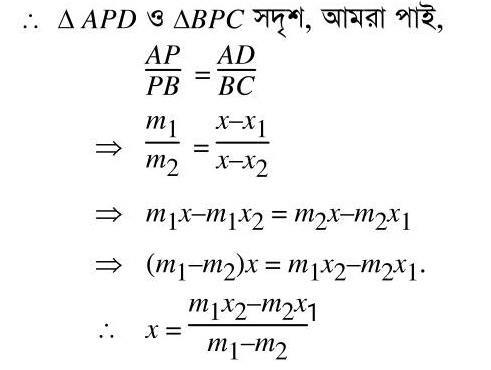 ∴ Δ APD ও ΔBPC সদৃশ, আমরা পাই,
AP/PB = AD/BC
⇒ m₁/m₂ = x–x₁/x–x₂
⇒ m₁x–m₁x₂ = m₂x–m₂x₁
⇒ (m₁–m₂)x = m₁x₂–m₂x₁.
∴ x = m₁x₂–m₂x₁/m₁–m₂